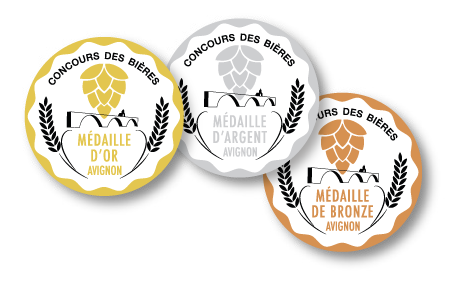 CONCOURS DES BIÈRES
MÉDAILLE
D'OR
AVIGNON
CONCOURS DES BIÈRES
MÉDAILLE
D'ARGENT
AVIGNON
CONCOURS DES BIÈRES
MÉDAILLE
DE BRONZE
AVIGNON